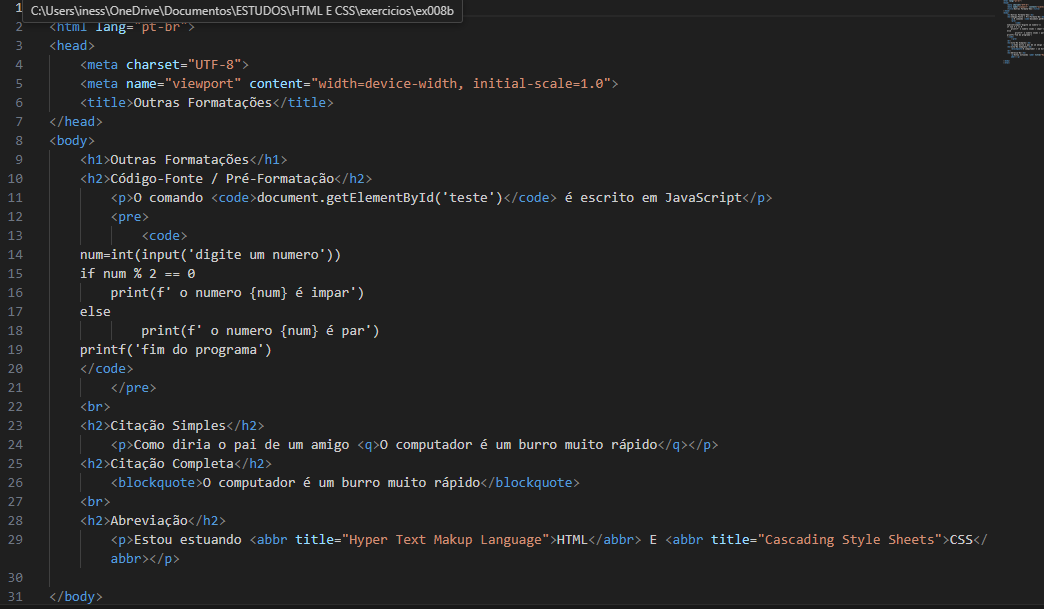 C:\Users\iness\OneDrive\Documentos\ESTUDOS\HTML E CSS\exercicios\ex008b
1
2 <html lang="pt-br">
3 <head>
4 <meta charset="UTF-8">
5 <meta name="viewport" content="width=device-width, initial-scale=1.0">
6 <title>Outras Formatações</title>
7 </head>
8 <body>
9 <h1>Outras Formatações</h1>
10 <h2>Código-Fonte / Pré-Formatação</h2>
11 <p>O comando <code>document.getElementById('teste')</code> é escrito em JavaScript</p>
12 <pre>
13 <code>
14 num=int(input('digite um numero'))
15 if num % 2 == 0
16 print(f' o numero {num} é impar')
17 else
18 print(f' o numero {num} é par')
19 printf('fim do programa')
20 </code>
21 </pre>
22 <br>
23 <h2>Citação Simples</h2>
24 <p>Como diria o pai de um amigo <q>O computador é um burro muito rápido</q></p>
25 <h2>Citação Completa</h2>
26 <blockquote>O computador é um burro muito rápido</blockquote>
27 <br>
28 <h2>Abreviação</h2>
29 <p>Estou estuando <abbr title="Hyper Text Makup Language">HTML</abbr> E <abbr title="Cascading Style Sheets">CSS</
abbr></p>
30
31 </body>